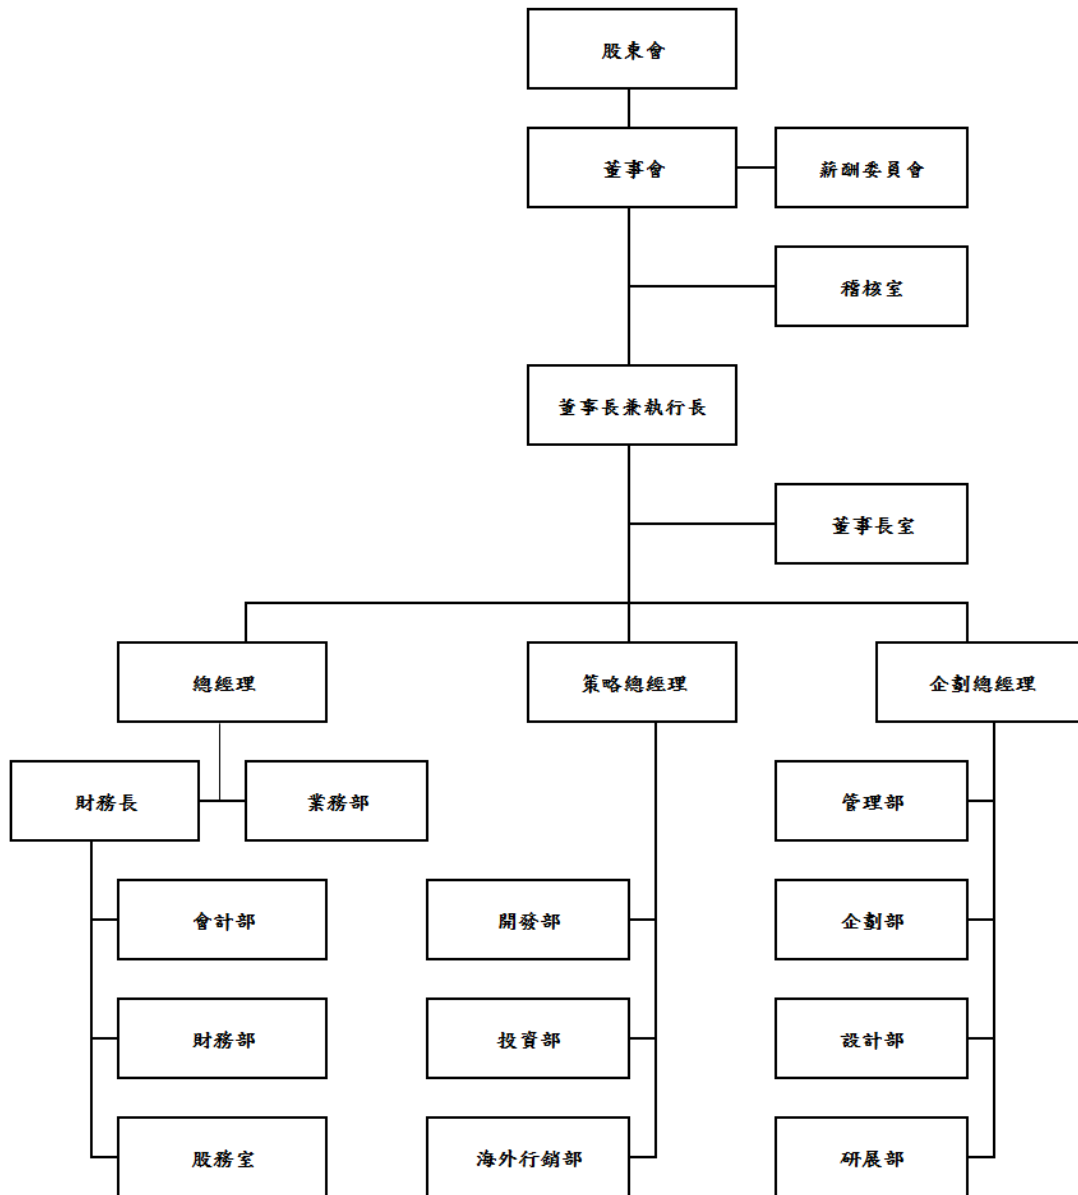 股東會
董事會
薪酬委員會
稽核室
董事長兼執行長
董事長室
總經理
策略總經理
企劃總經理
財務長
業務部
管理部
會計部
開發部
企劃部
財務部
投資部
設計部
股務室
海外行銷部
研展部